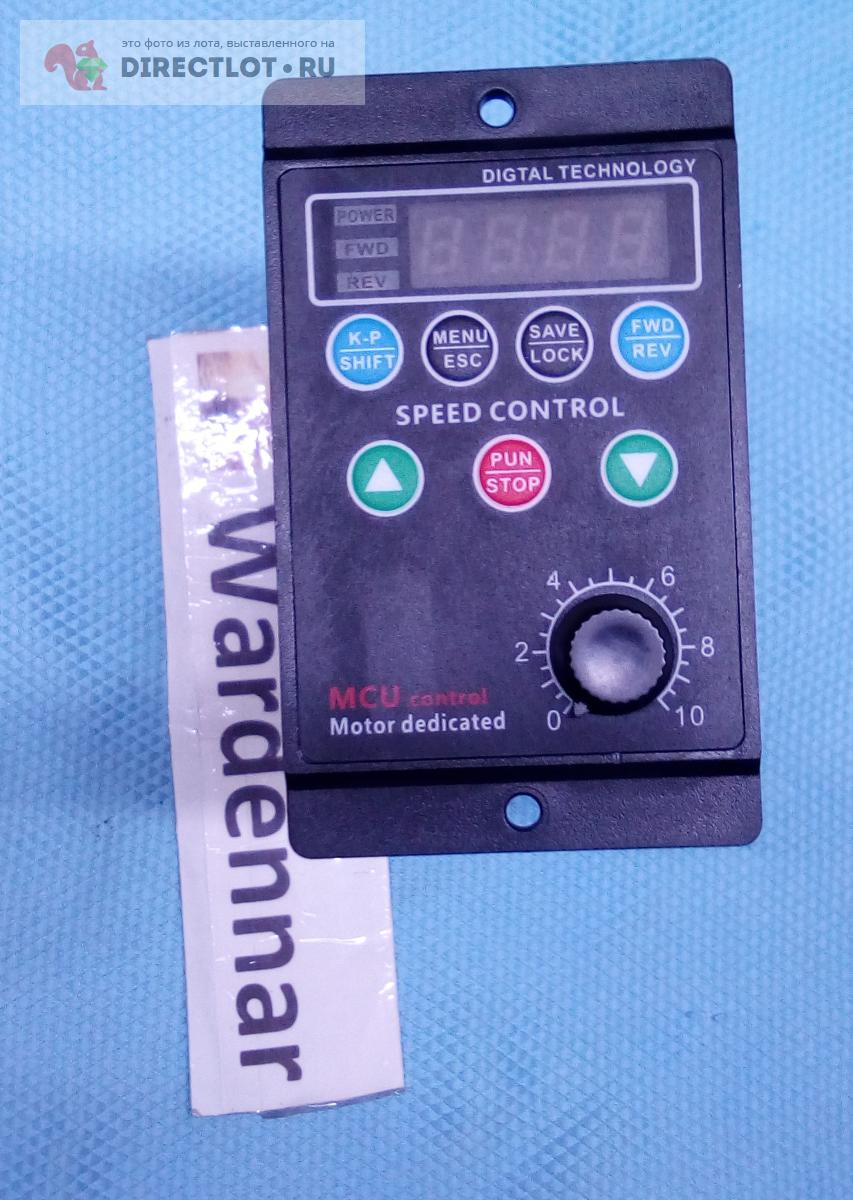 это фото из лота, выставленного на
DIRECTLOT•RU
DIGTAL TECHNOLOGY
POWER
FWD
REV
8888
K-P
SHIFT
MENU
ESC
SAVE
LOCK
FWD
REV
SPEED CONTROL
PUN
STOP
0 2 4 6 8 10
MCU control
Motor dedicated
Wardennar